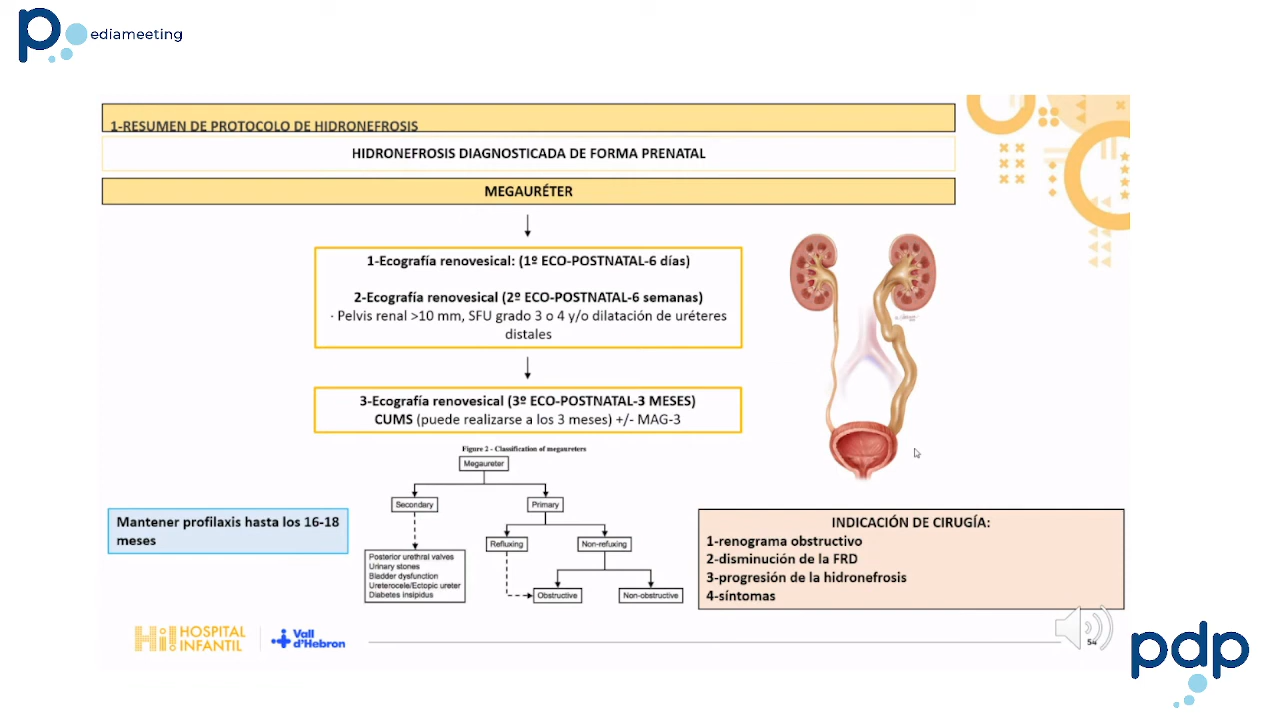 pediameeting
1-RESUMEN DE PROTOCOLO DE HIDRONEFROSIS
HIDRONEFROSIS DIAGNOSTICADA DE FORMA PRENATAL
MEGAURÉTER
1-Ecografía renovesical: (1º ECO-POSTNATAL-6 días)
2-Ecografía renovesical (2º ECO-POSTNATAL-6 semanas)
· Pelvis renal >10 mm, SFU grado 3 o 4 y/o dilatación de uréteres
distales
3-Ecografía renovesical (3º ECO-POSTNATAL-3 MESES)
CUMS (puede realizarse a los 3 meses) +/- MAG-3
Figure 2 - Classification of megaureters
Megaureter
Secondary
Primary
Posterior urethral valves
Urinary stones
Bladder dysfunction
Ureterocele/Ectopic ureter
Diabetes insipidus
Refluxing
Non-refuxing
Obstructive
Non-obstructive
Mantener profilaxis hasta los 16-18
meses
INDICACIÓN DE CIRUGÍA:
1-renograma obstructivo
2-disminución de la FRD
3-progresión de la hidronefrosis
4-síntomas
Hi! HOSPITAL
INFANTIL
Vall
d'Hebron
54
pdp